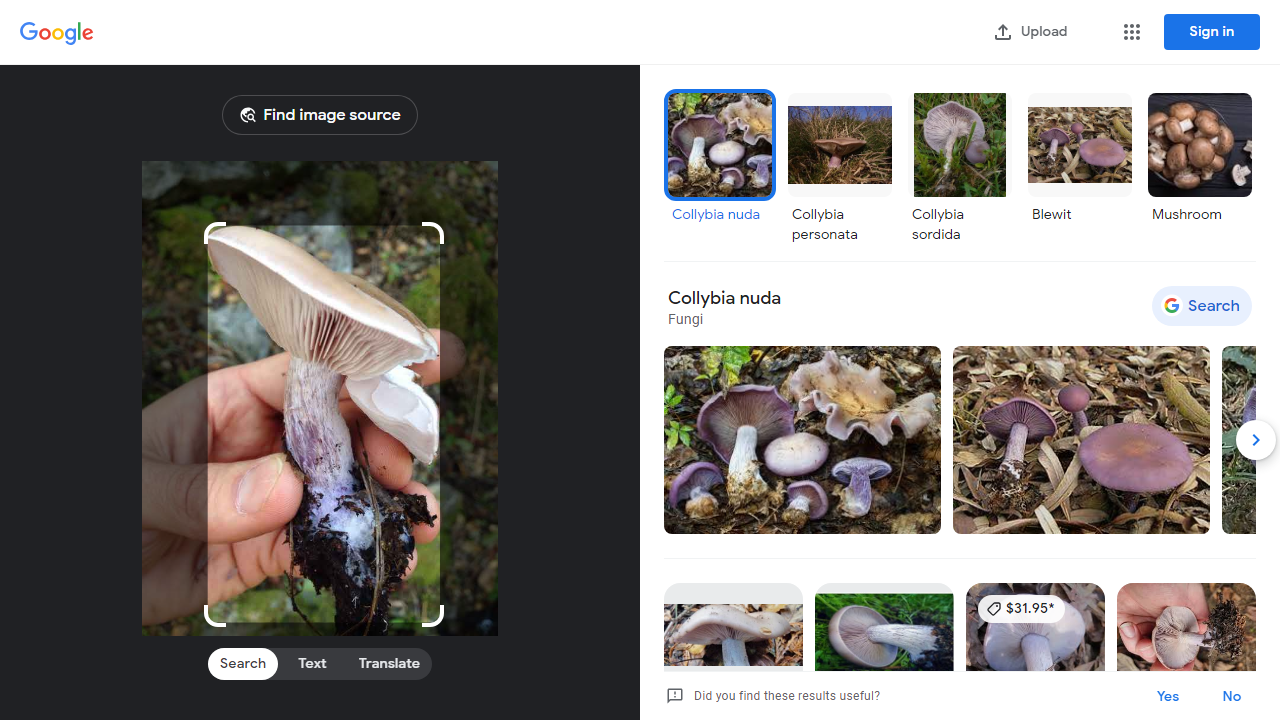 Google
Upload
Sign in
Find image source
Search
Text
Translate
Collybia nuda
Collybia
personata
Collybia
sordida
Blewit
Mushroom
Collybia nuda
Fungi
Search
$31.95*
Did you find these results useful?
Yes
No